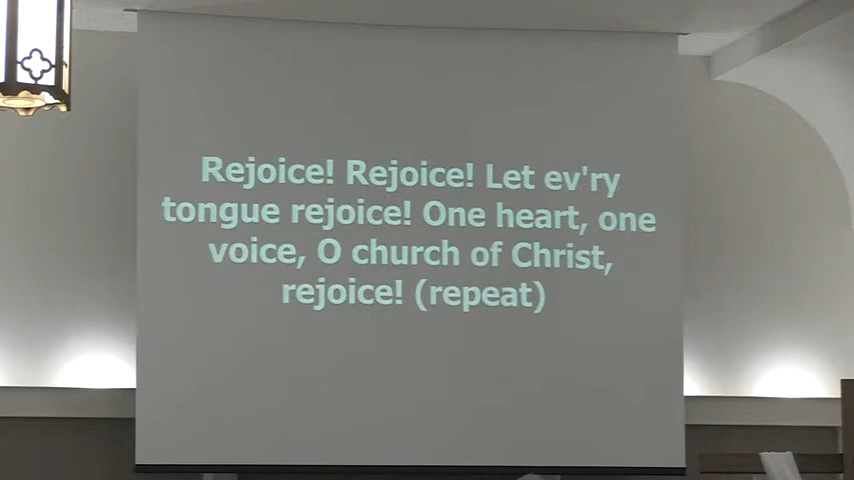 Rejoice! Rejoice! Let ev'ry
tongue rejoice! One heart, one
voice, O church of Christ,
rejoice! (repeat)